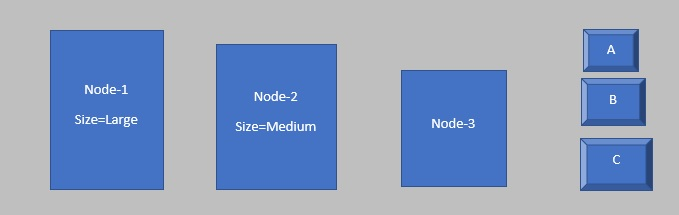 Node-1
Size=Large
Node-2
Size=Medium
Node-3
A
B
C